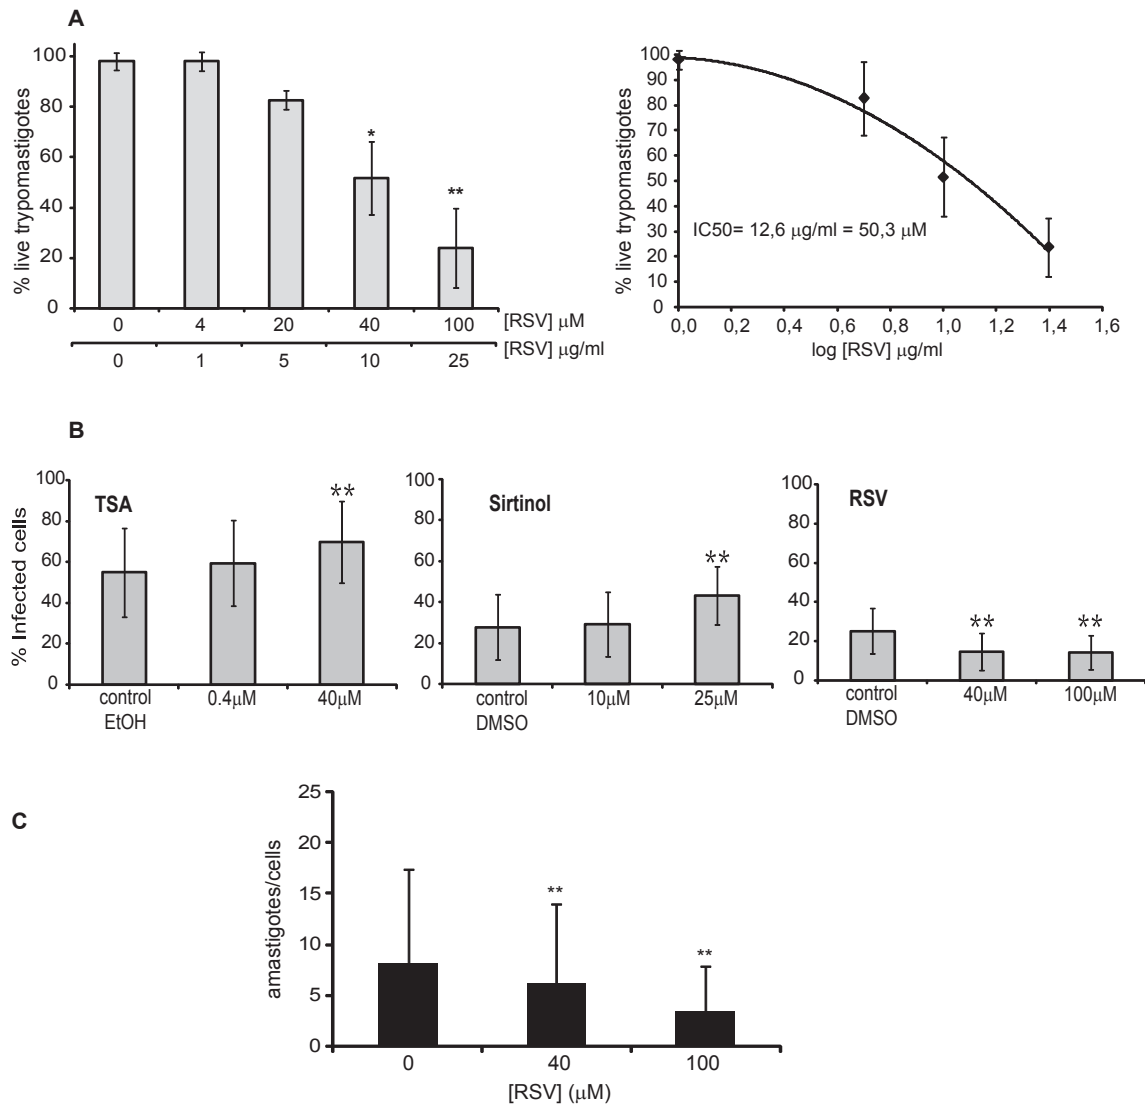 A
% live trypomastigotes
100
80
60
40
20
0
*
**
0 4 20 40 100 [RSV] μM
0 1 5 10 25 [RSV] μg/ml
% live trypomastigotes
100
90
80
70
60
50
40
30
20
10
0
IC50= 12,6 μg/ml = 50,3 μM
0,0 0,2 0,4 0,6 0,8 1,0 1,2 1,4 1,6
log [RSV] μg/ml
B
% Infected cells
100
80
60
40
20
0
TSA
**
control 0.4μM 40μM
EtOH
100
80
60
40
20
0
Sirtinol
**
control 10μM 25μM
DMSO
100
80
60
40
20
0
RSV
** **
control 40μM 100μM
DMSO
C
amastigotes/cells
25
20
15
10
5
0
**
**
0 40 100
[RSV] (μM)